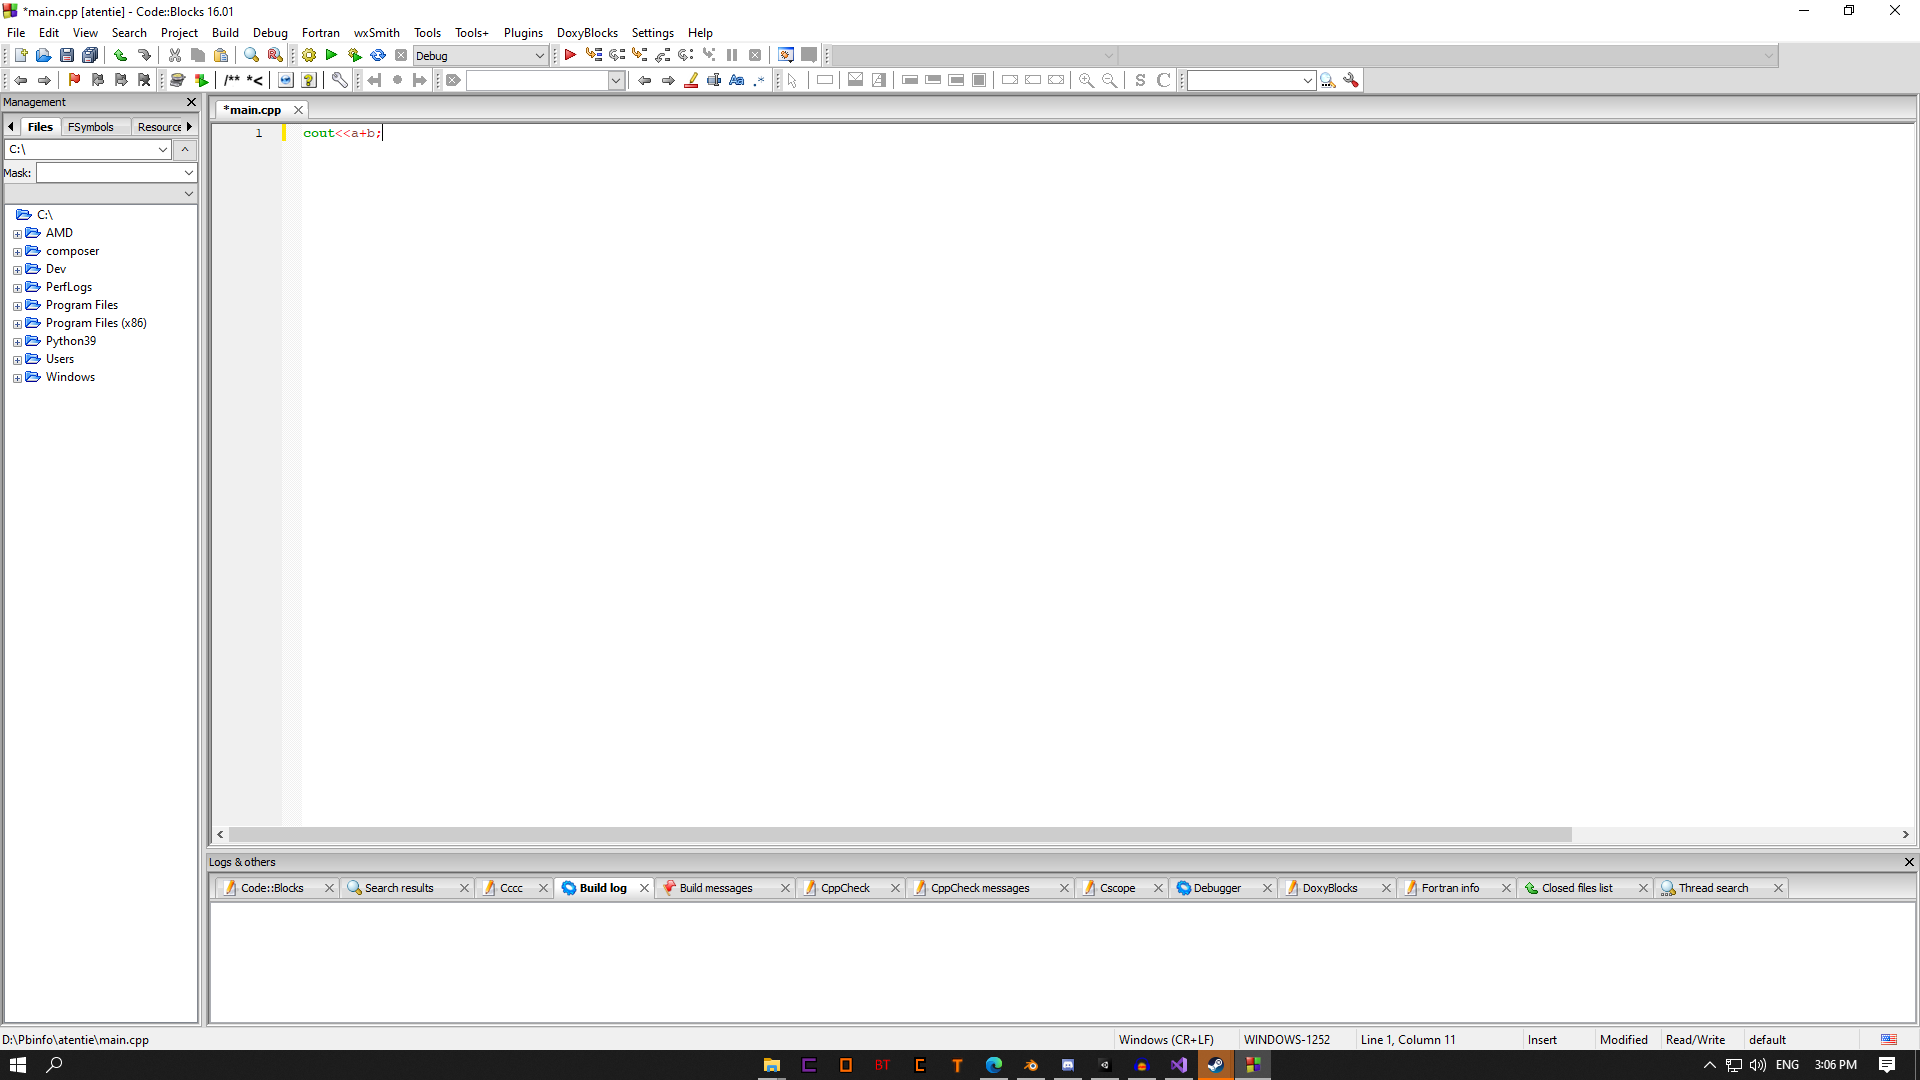 *main.cpp [atentie] - Code::Blocks 16.01
File Edit View Search Project Build Debug Fortran wxSmith Tools Tools+ Plugins DoxyBlocks Settings Help
Debug
/** *<
S C
Management
*main.cpp
Files FSymbols Resource
1 cout<<a+b;
C:\
Mask:
C:\
AMD
composer
Dev
PerfLogs
Program Files
Program Files (x86)
Python39
Users
Windows
Logs & others
Code::Blocks Search results Cccc Build log Build messages CppCheck CppCheck messages Cscope Debugger DoxyBlocks Fortran info Closed files list Thread search
D:\Pbinfo\atentie\main.cpp Windows (CR+LF) WINDOWS-1252 Line 1, Column 11 Insert Modified Read/Write default
BT C T ENG 3:06 PM